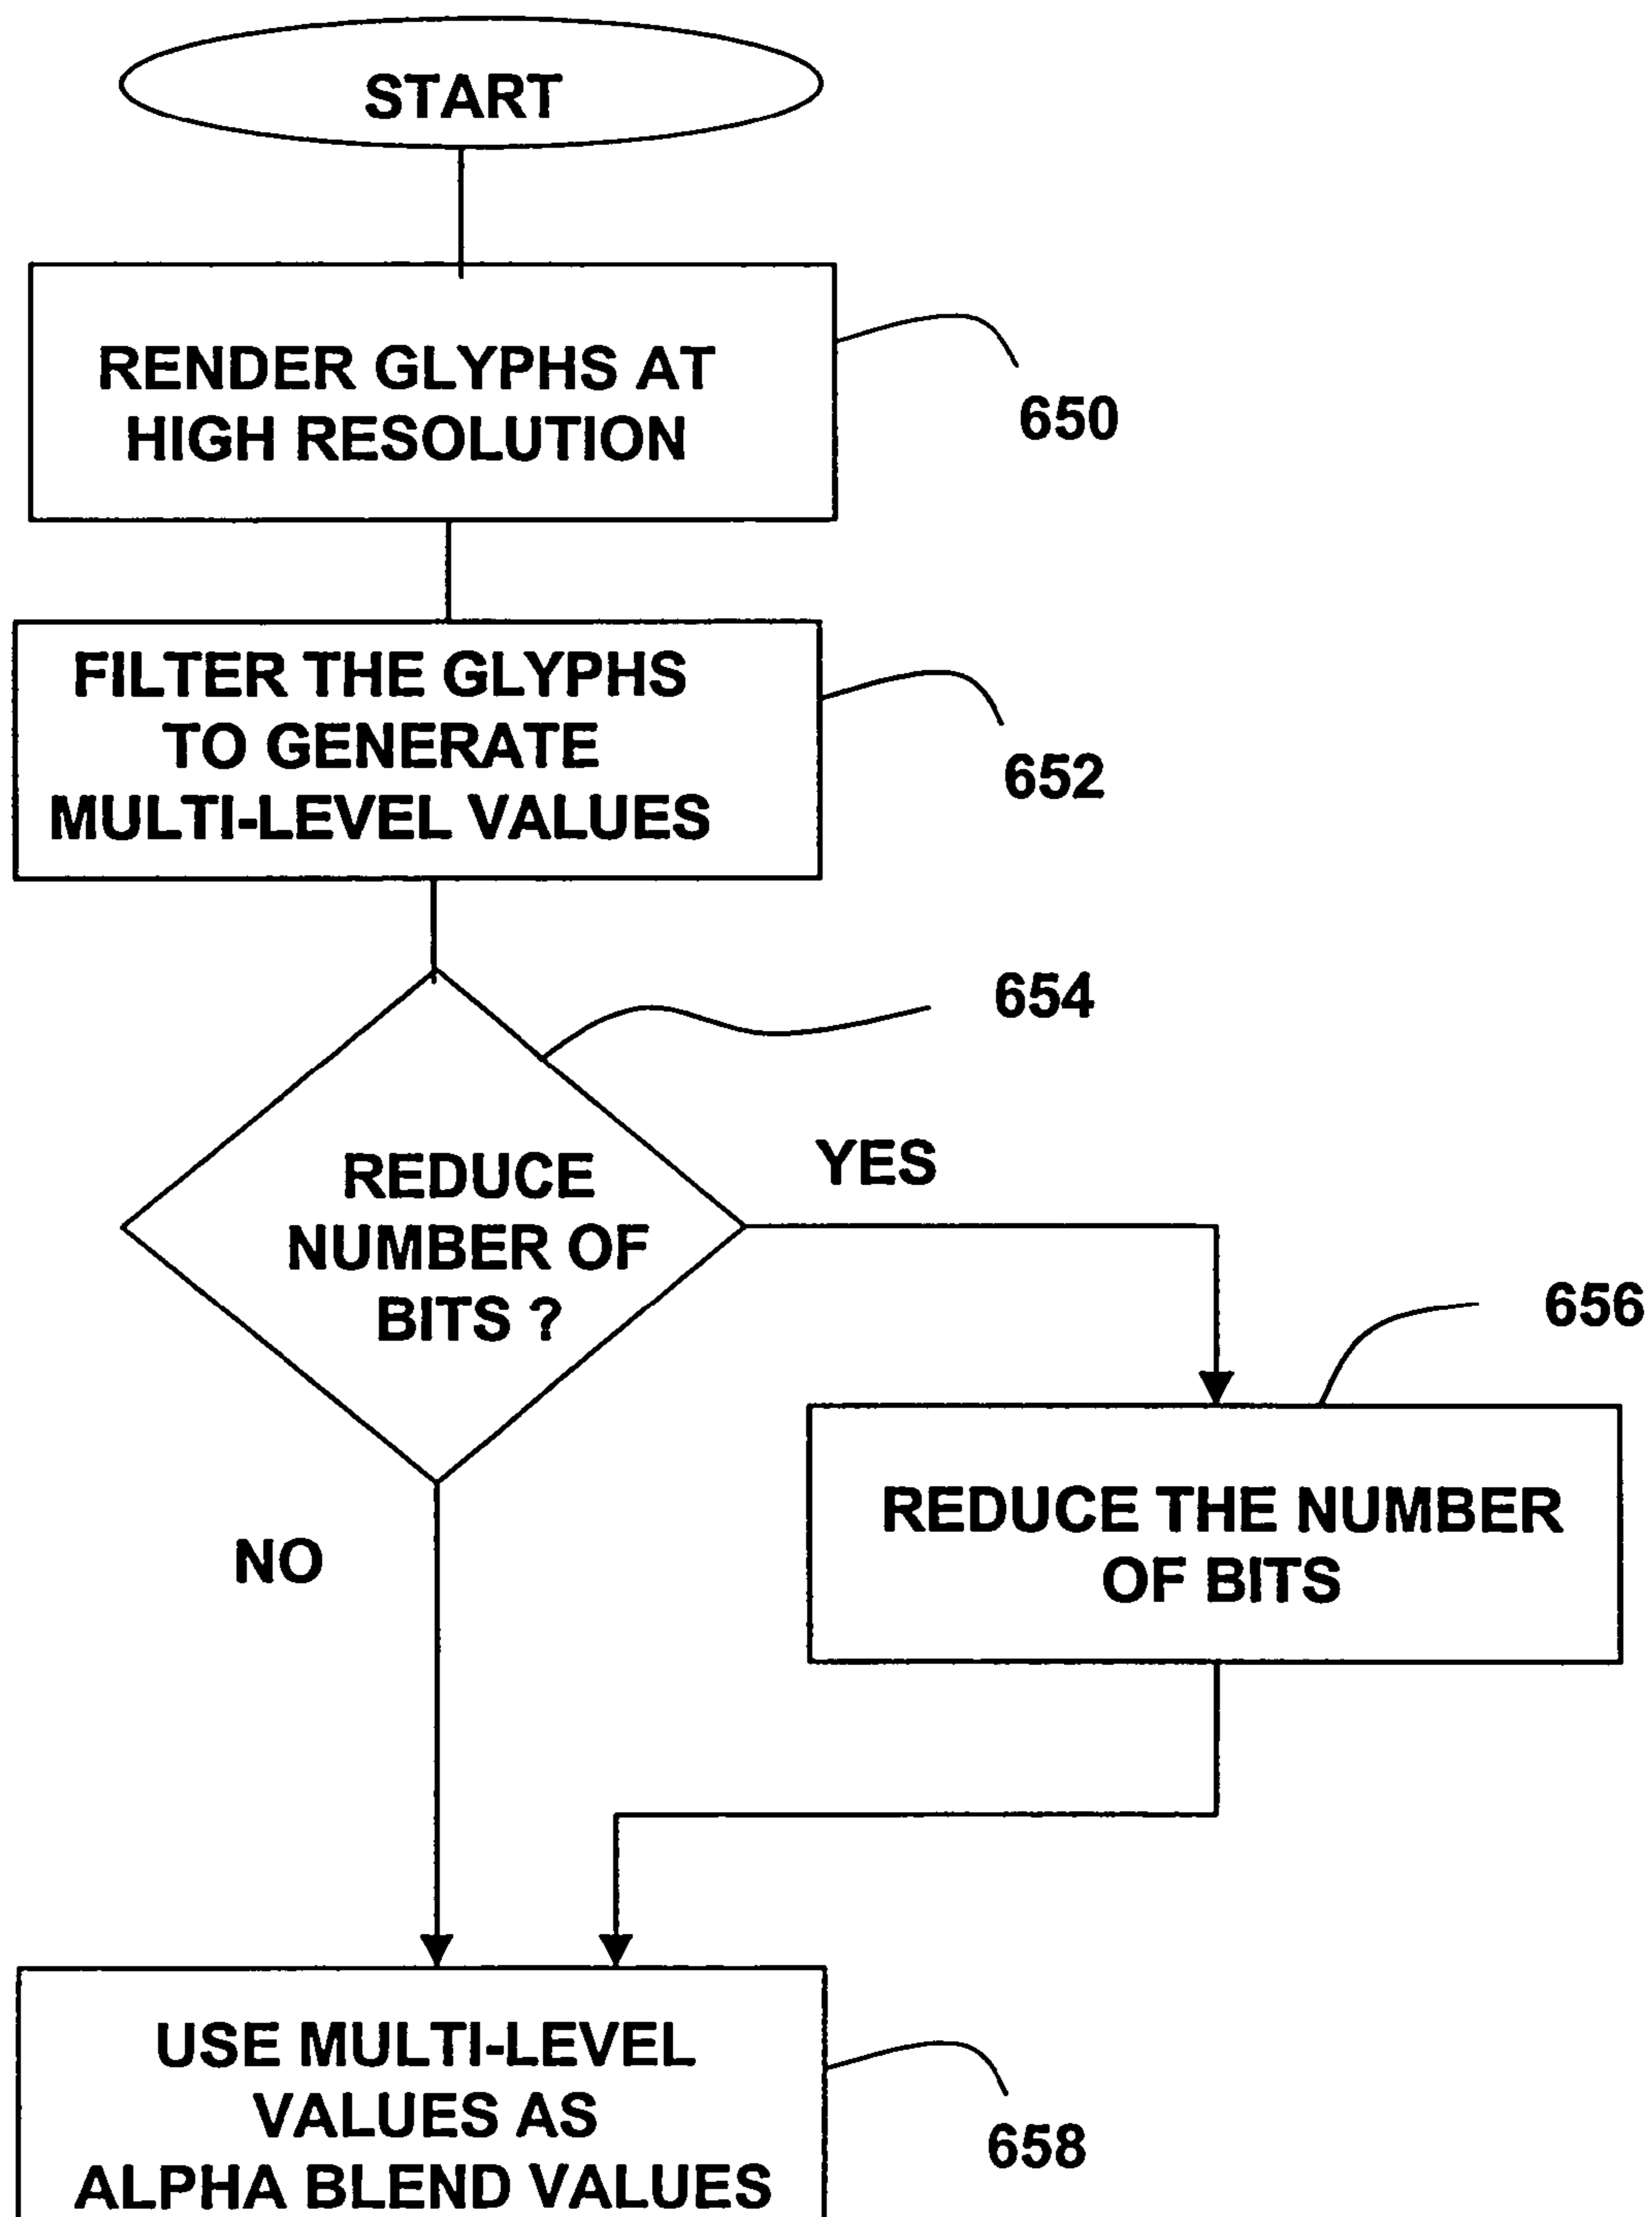 START
RENDER GLYPHS AT
HIGH RESOLUTION
650
FILTER THE GLYPHS
TO GENERATE
MULTI-LEVEL VALUES
652
654
REDUCE
NUMBER OF
BITS ?
YES
656
REDUCE THE NUMBER
OF BITS
NO
USE MULTI-LEVEL
VALUES AS
ALPHA BLEND VALUES
658